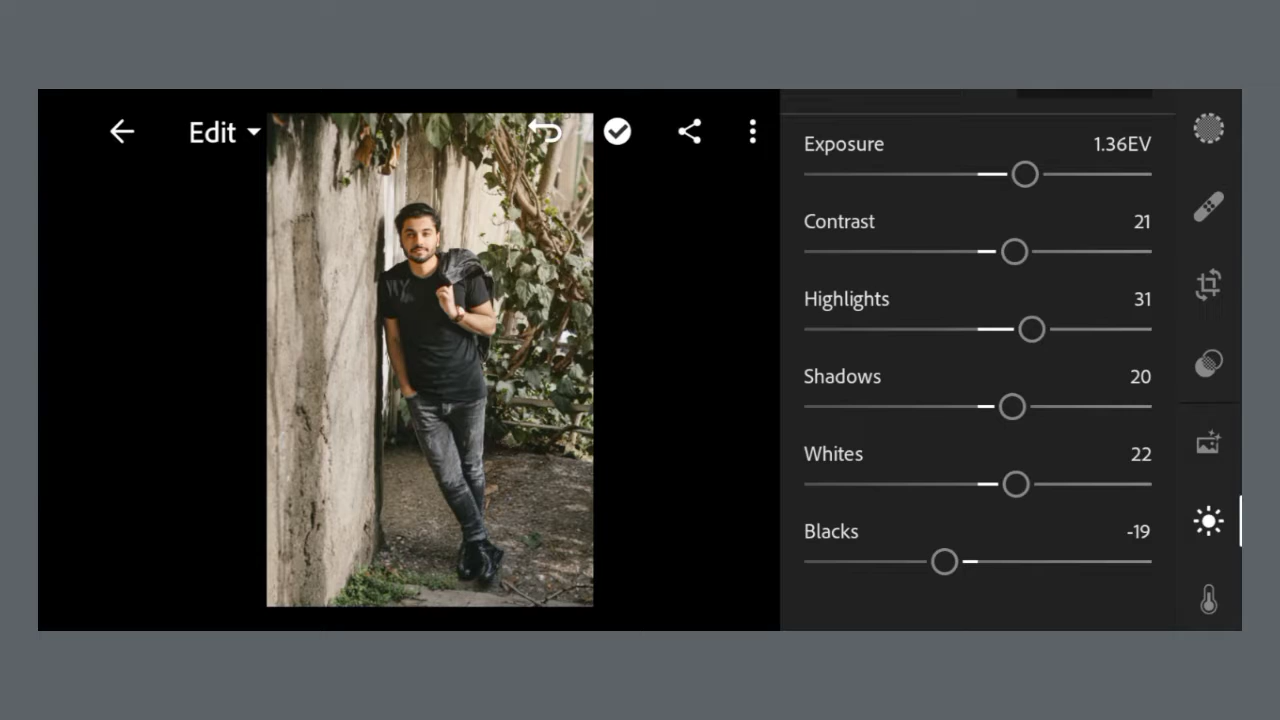 Edit
Exposure 1.36EV
Contrast 21
Highlights 31
Shadows 20
Whites 22
Blacks -19